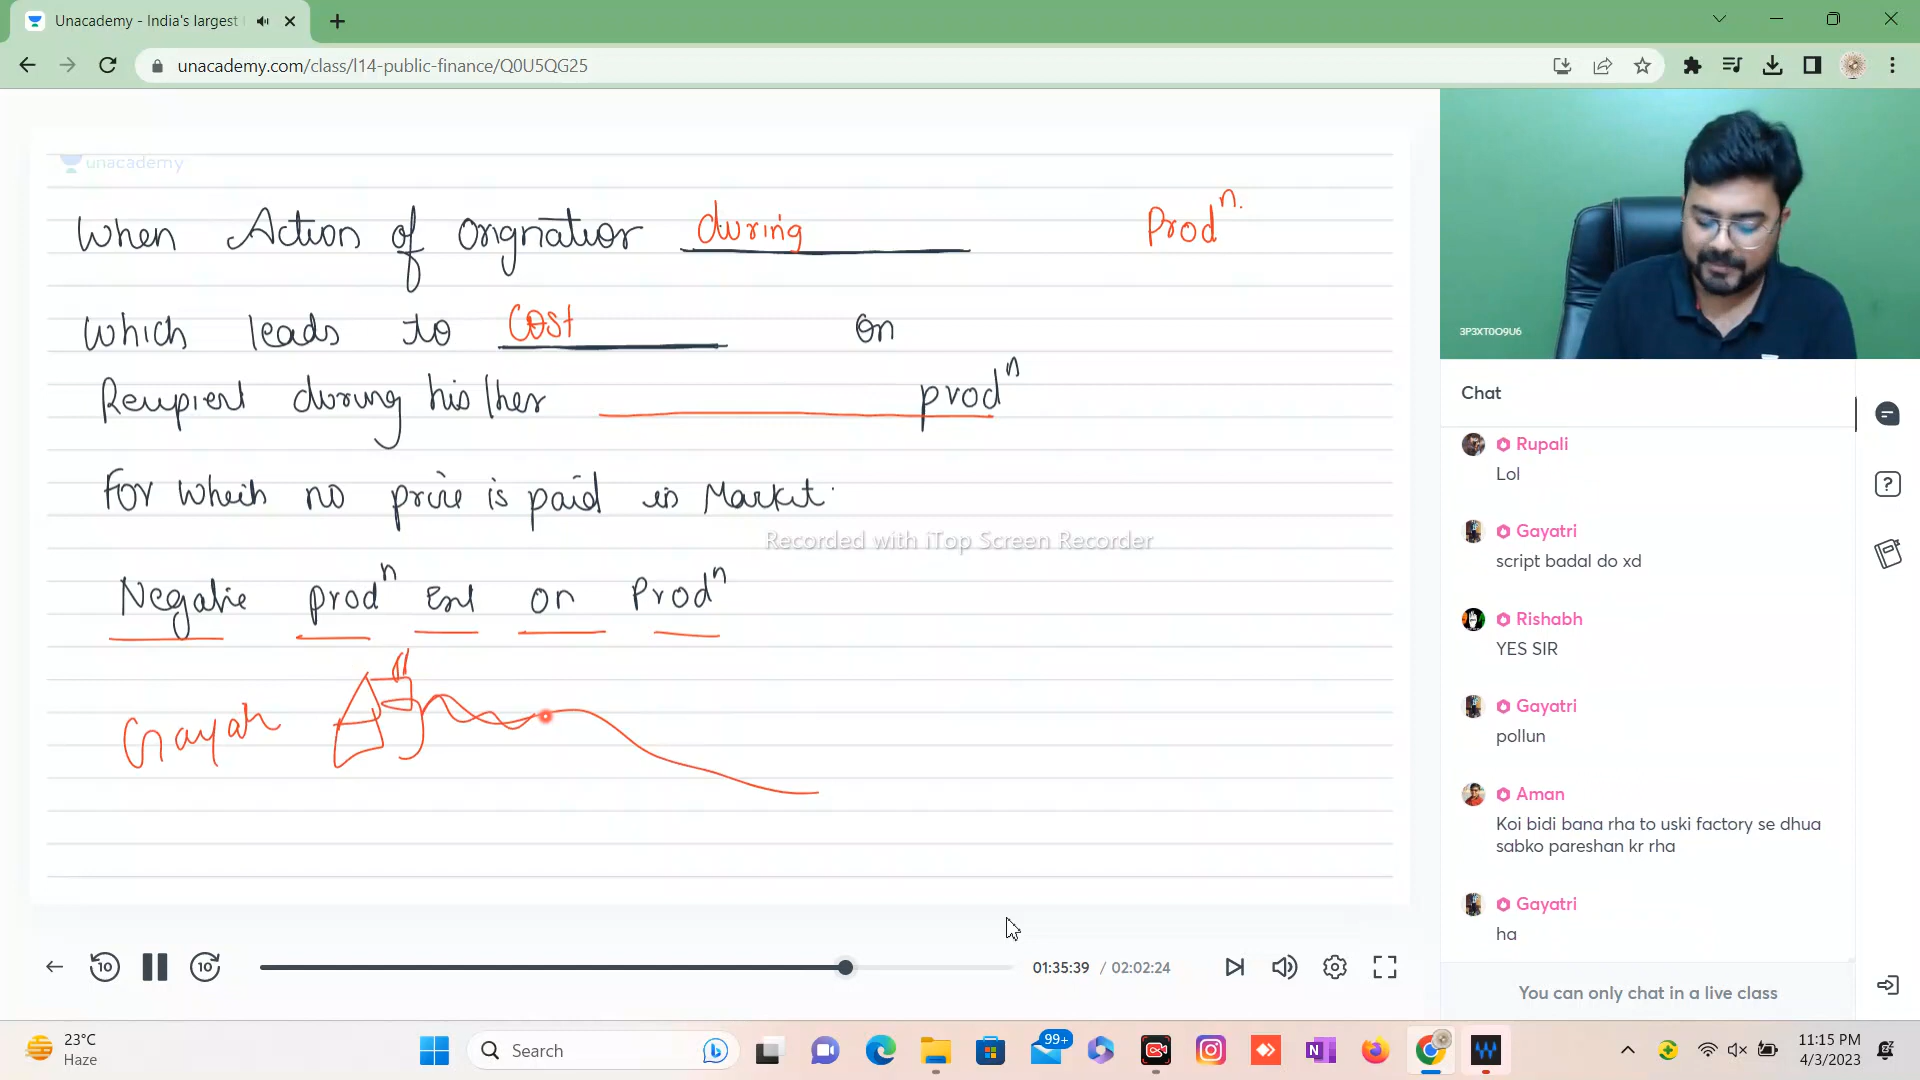 Unacademy - India's largest
unacademy.com/class/l14-public-finance/Q0U5QG25
unacademy
When Action of Orignatior during Prodⁿ.
Which leads to Cost on
Recipient during his/her prodⁿ
For which no price is paid in Market.
Recorded with iTop Screen Recorder
Negative prodⁿ Ext on Prodⁿ
3P3XT0O9U6
Chat
Rupali
Lol
Gayatri
script badal do xd
Rishabh
YES SIR
Gayatri
pollun
Aman
Koi bidi bana rha to uski factory se dhua
sabko pareshan kr rha
Gayatri
ha
You can only chat in a live class
10 10 01:35:39 / 02:02:24
23°C
Haze
Search
99+
11:15 PM
4/3/2023